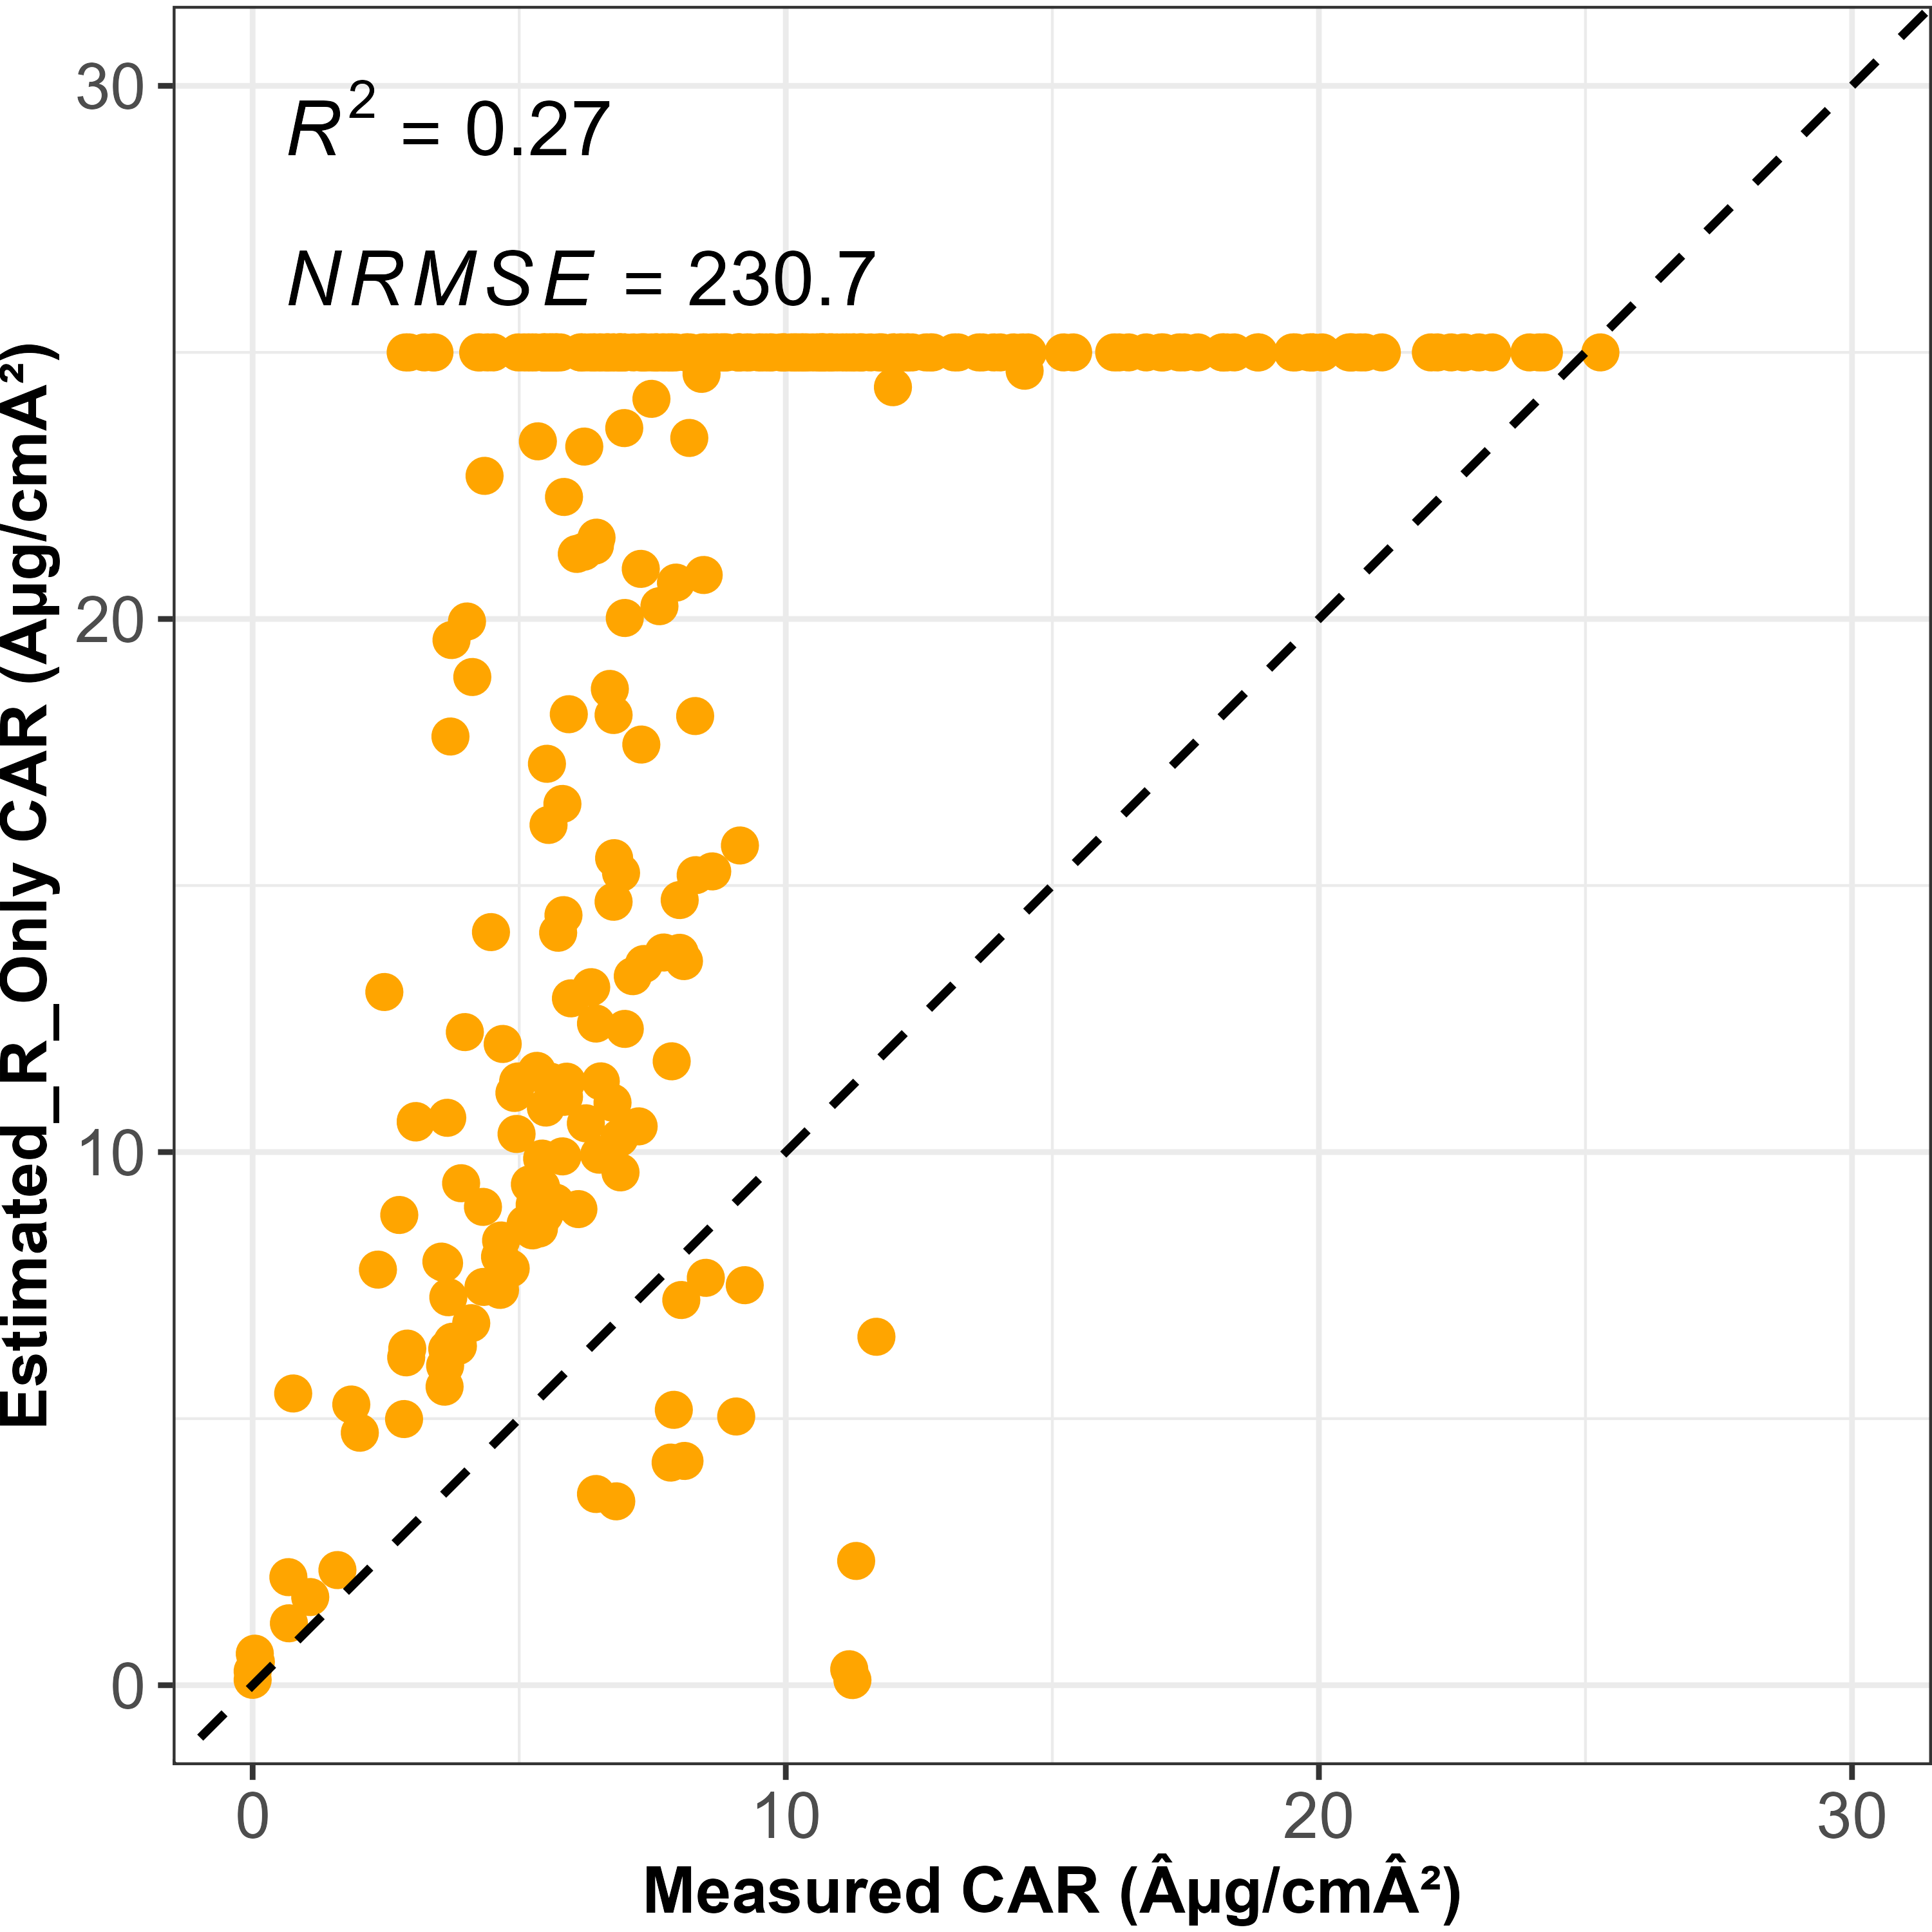 R² = 0.27
NRMSE = 230.7
30
20
10
0
Estimated_R_Only CAR (Âµg/cmÂ²)
0 10 20 30
Measured CAR (Âµg/cmÂ²)